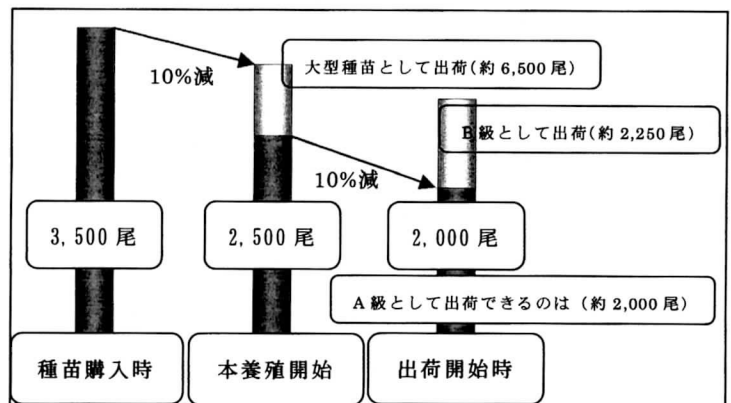 10%減
大型種苗として出荷(約 6,500 尾)
B級として出荷(約 2,250 尾)
10%減
3,500 尾
2,500 尾
2,000 尾
A級として出荷できるのは(約 2,000 尾)
種苗購入時
本養殖開始
出荷開始時